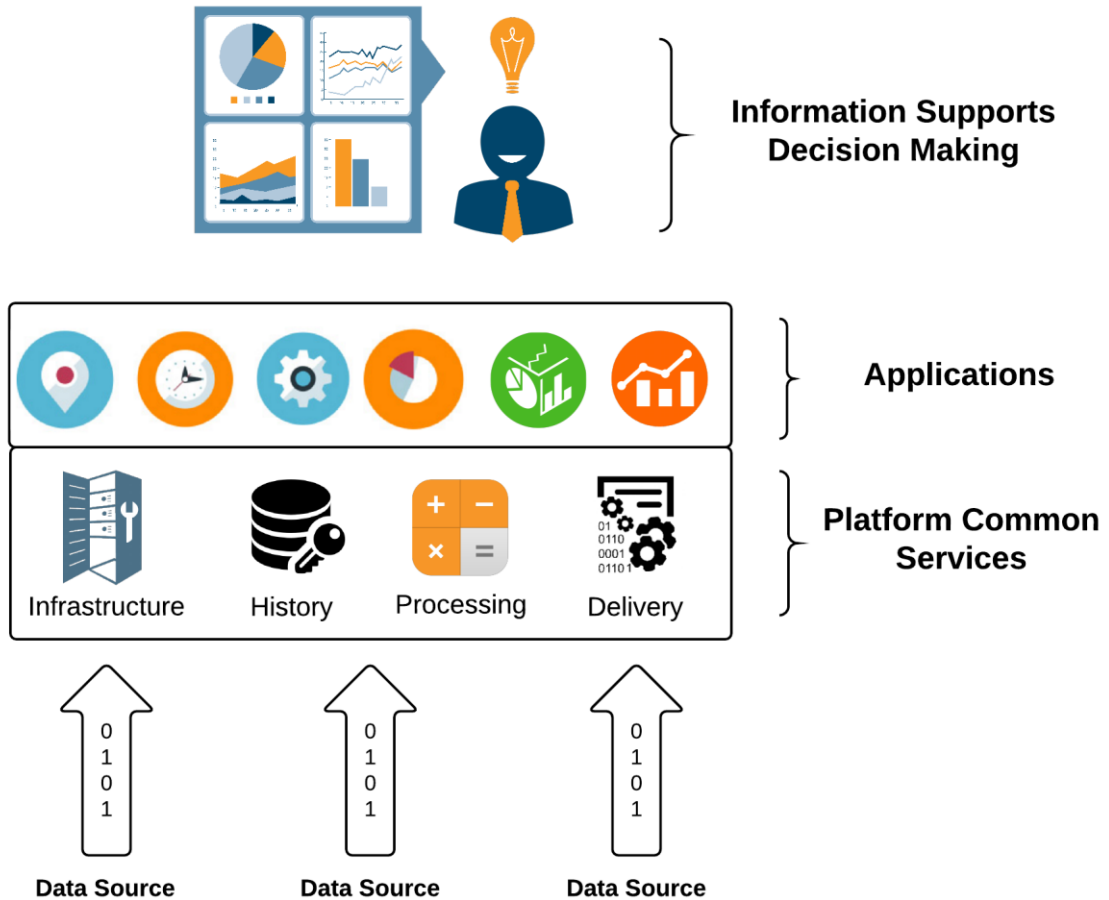 Information Supports
Decision Making
Applications
+ −
× =
01
0110
0001
01101
Platform Common
Services
Infrastructure
History
Processing
Delivery
0
1
0
1
0
1
0
1
0
1
0
1
Data Source
Data Source
Data Source